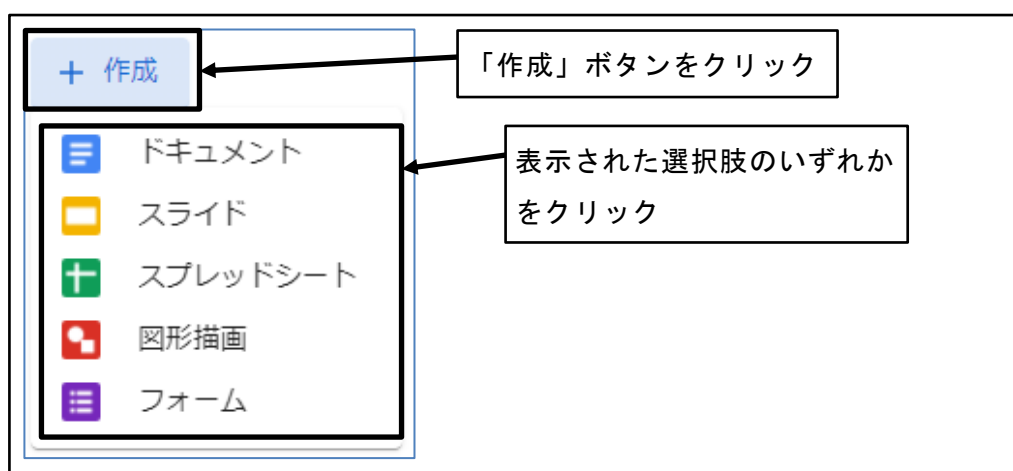 + 作成
「作成」ボタンをクリック
ドキュメント
スライド
スプレッドシート
図形描画
フォーム
表示された選択肢のいずれか
をクリック